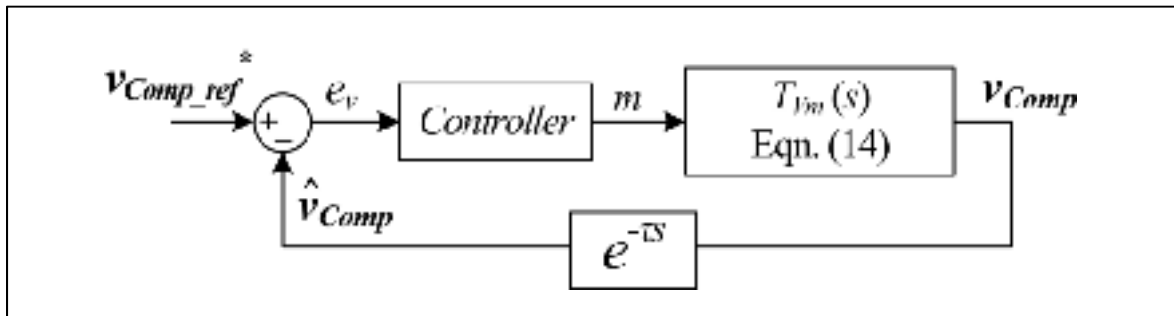 v_Comp_ref*
+
−
e_v
Controller
m
T_Vm (s)
Eqn. (14)
v_Comp
v̂_Comp
e^−τs